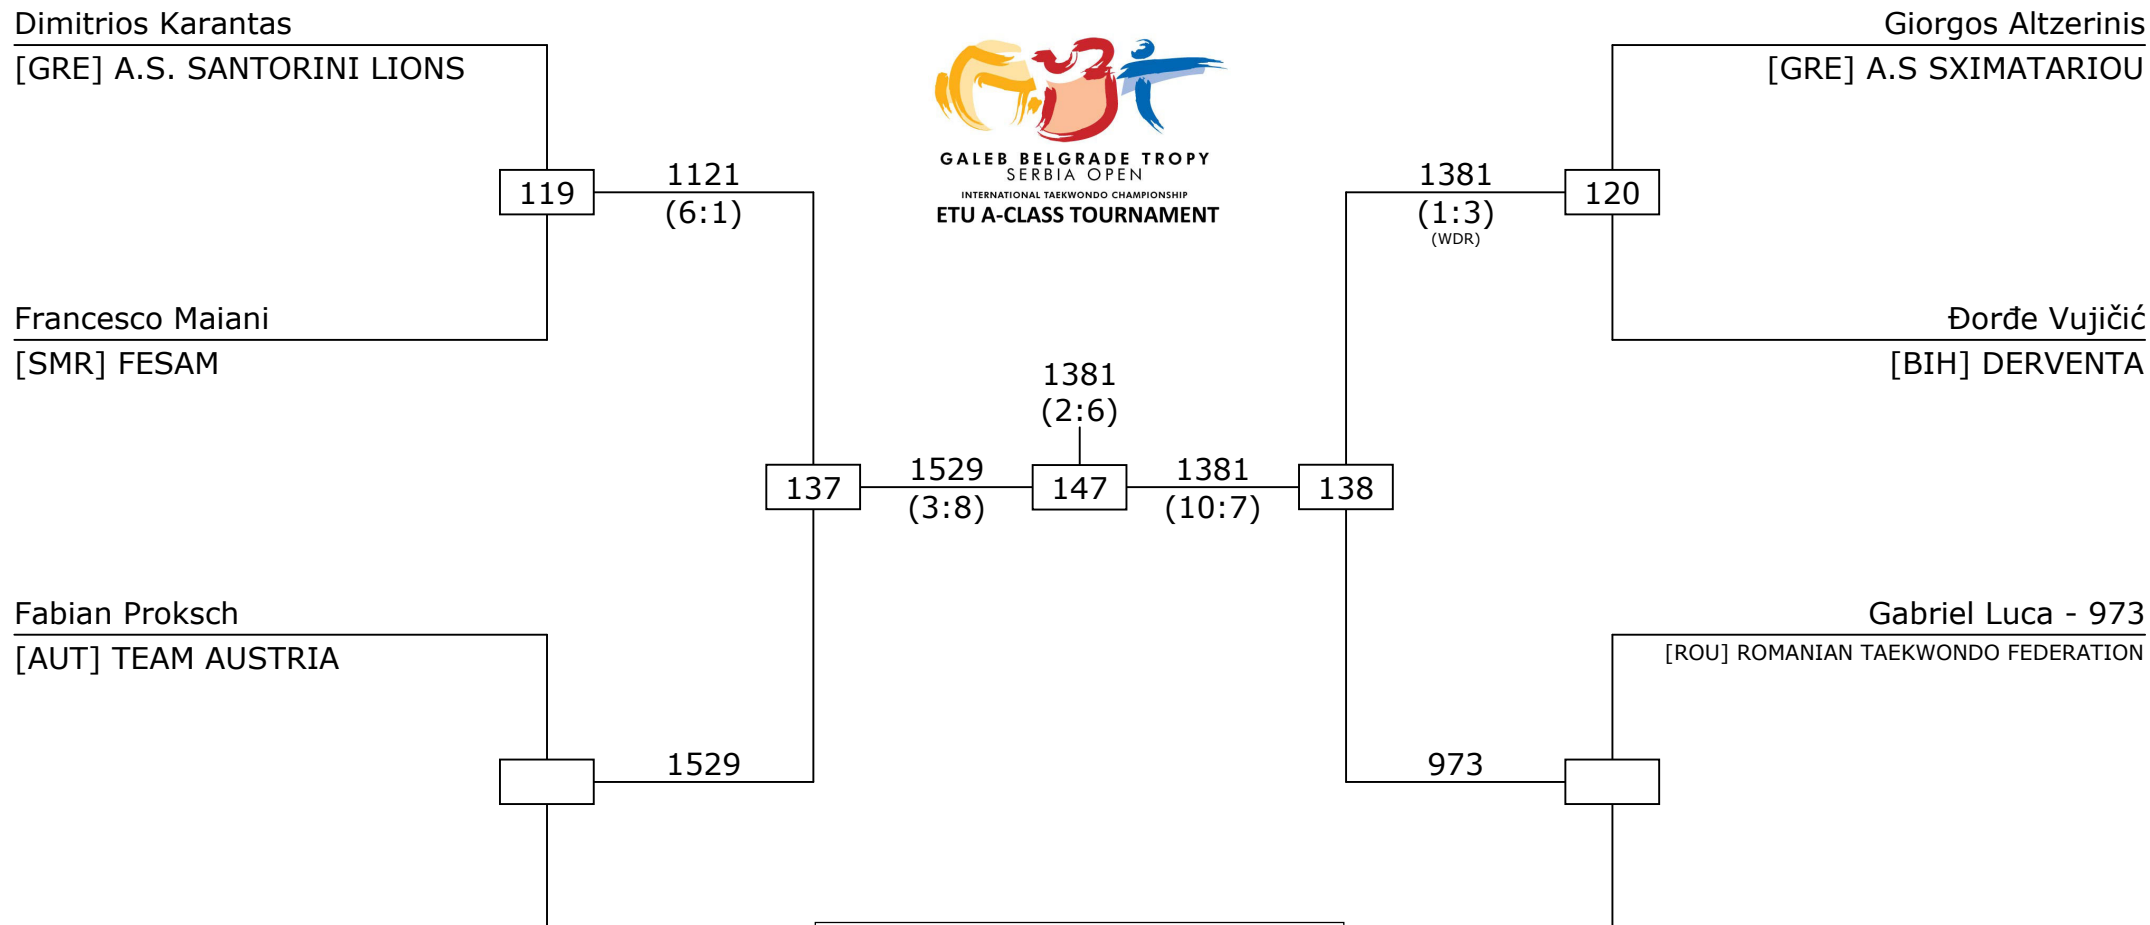 Dimitrios Karantas
[GRE] A.S. SANTORINI LIONS
119
1121
(6:1)
Francesco Maiani
[SMR] FESAM
GALEB BELGRADE TROPY
SERBIA OPEN
INTERNATIONAL TAEKWONDO CHAMPIONSHIP
ETU A-CLASS TOURNAMENT
Giorgos Altzerinis
[GRE] A.S SXIMATARIOU
1381
(1:3)
(WDR)
120
Đorđe Vujičić
[BIH] DERVENTA
1381
(2:6)
137
1529
(3:8)
147
1381
(10:7)
138
Fabian Proksch
[AUT] TEAM AUSTRIA
1529
Gabriel Luca - 973
[ROU] ROMANIAN TAEKWONDO FEDERATION
973